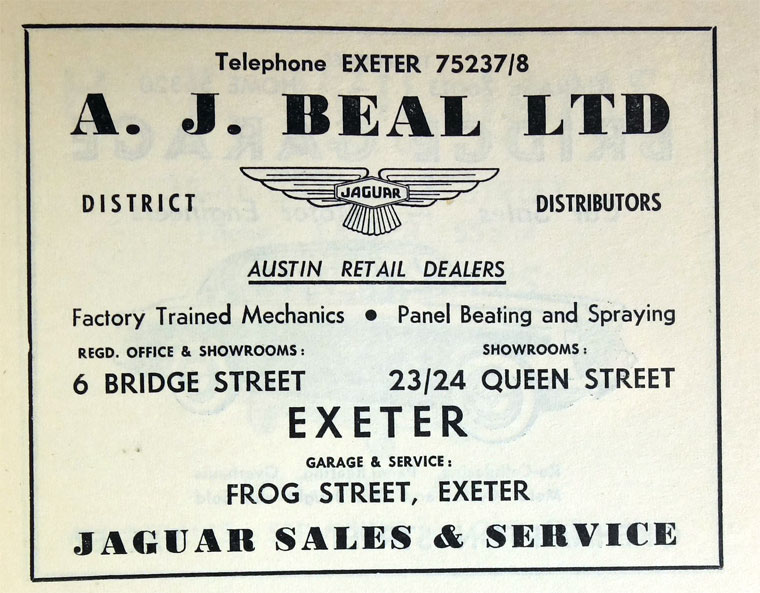 Telephone EXETER 75237/8
A. J. BEAL LTD
DISTRICT JAGUAR DISTRIBUTORS
AUSTIN RETAIL DEALERS
Factory Trained Mechanics • Panel Beating and Spraying
REGD. OFFICE & SHOWROOMS: SHOWROOMS:
6 BRIDGE STREET 23/24 QUEEN STREET
EXETER
GARAGE & SERVICE:
FROG STREET, EXETER
JAGUAR SALES & SERVICE